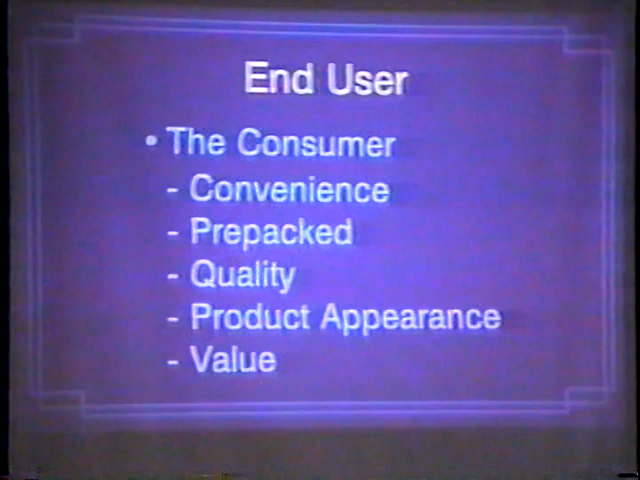 End User
• The Consumer
- Convenience
- Prepacked
- Quality
- Product Appearance
- Value